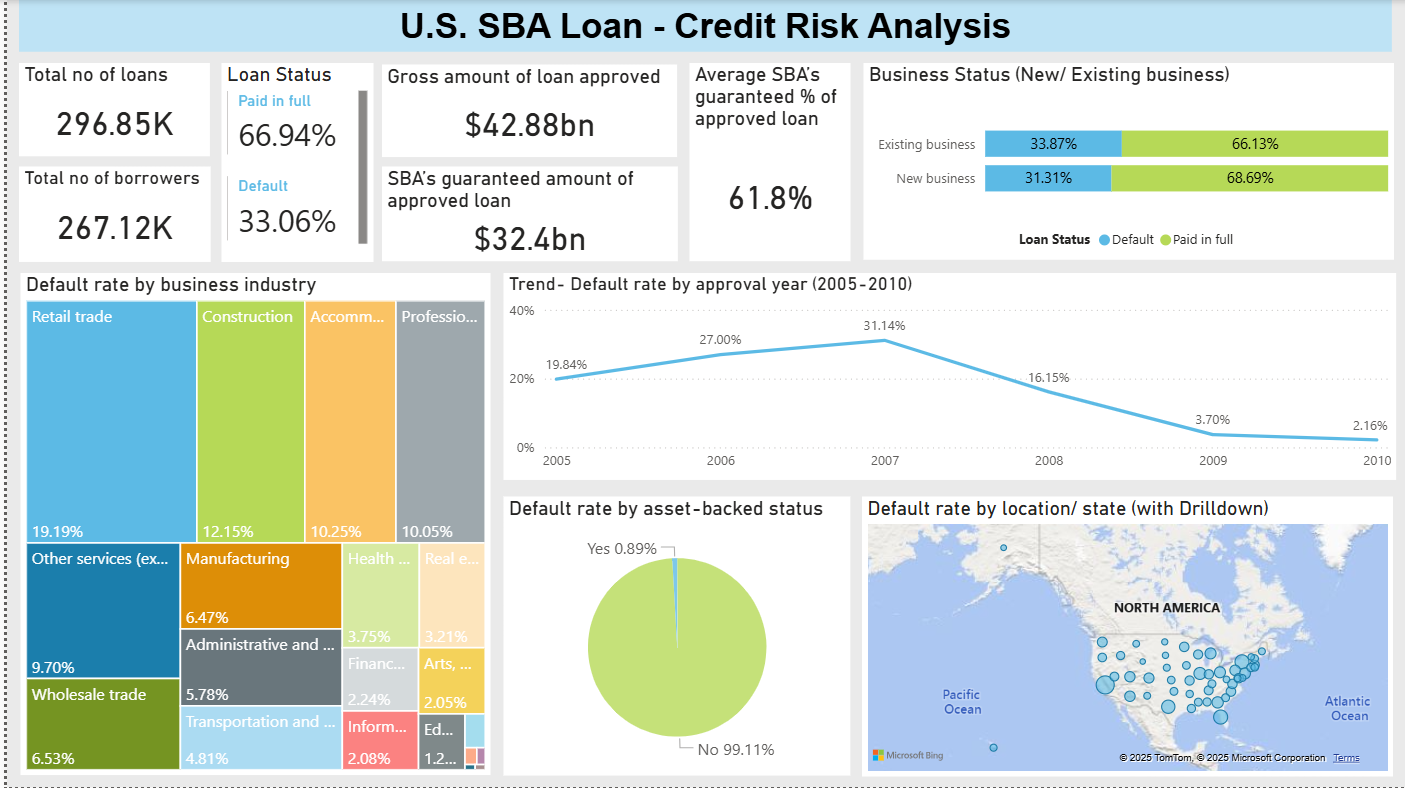 U.S. SBA Loan - Credit Risk Analysis
Total no of loans
296.85K
Total no of borrowers
267.12K
Loan Status
Paid in full
66.94%
Default
33.06%
Gross amount of loan approved
$42.88bn
SBA's guaranteed amount of
approved loan
$32.4bn
Average SBA's
guaranteed % of
approved loan
61.8%
Business Status (New/ Existing business)
Existing business 33.87% 66.13%
New business 31.31% 68.69%
Loan Status Default Paid in full
Default rate by business industry
Retail trade
19.19%
Construction
12.15%
Accomm...
10.25%
Professio...
10.05%
Other services (ex...
9.70%
Wholesale trade
6.53%
Manufacturing
6.47%
Administrative and ...
5.78%
Transportation and ...
4.81%
Health ...
3.75%
Real e...
3.21%
Financ...
2.24%
Arts, ...
2.05%
Inform...
2.08%
Ed...
1.2...
Trend- Default rate by approval year (2005-2010)
40%
20%
0%
19.84%
27.00%
31.14%
16.15%
3.70%
2.16%
2005 2006 2007 2008 2009 2010
Default rate by asset-backed status
Yes 0.89%
No 99.11%
Default rate by location/ state (with Drilldown)
NORTH AMERICA
Pacific
Ocean
Atlantic
Ocean
Microsoft Bing
© 2025 TomTom, © 2025 Microsoft Corporation Terms